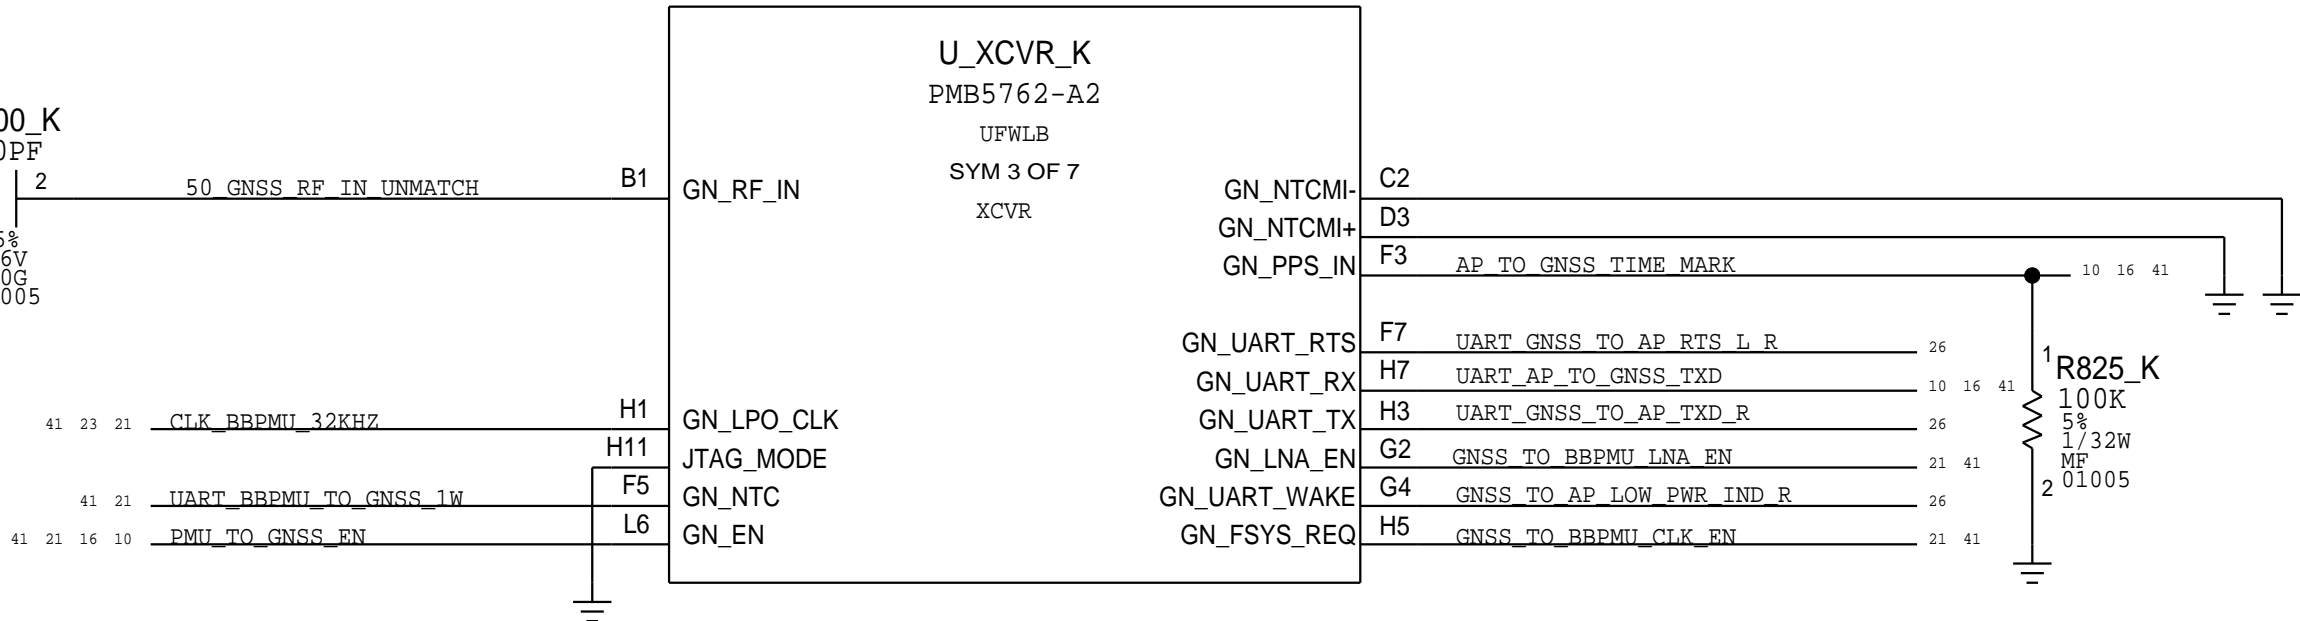 U_XCVR_K
PMB5762-A2
UFWLB
SYM 3 OF 7
XCVR
00_K
0PF
2
5%
6V
0G
005
50_GNSS_RF_IN_UNMATCH B1 GN_RF_IN
41 23 21 CLK_BBPMU_32KHZ H1 GN_LPO_CLK
H11 JTAG_MODE
41 21 UART_BBPMU_TO_GNSS_1W F5 GN_NTC
41 21 16 10 PMU_TO_GNSS_EN L6 GN_EN
GN_NTCMI- C2
GN_NTCMI+ D3
GN_PPS_IN F3 AP_TO_GNSS_TIME_MARK 10 16 41
GN_UART_RTS F7 UART_GNSS_TO_AP_RTS_L_R 26
GN_UART_RX H7 UART_AP_TO_GNSS_TXD 10 16 41
GN_UART_TX H3 UART_GNSS_TO_AP_TXD_R 26
GN_LNA_EN G2 GNSS_TO_BBPMU_LNA_EN 21 41
GN_UART_WAKE G4 GNSS_TO_AP_LOW_PWR_IND_R 26
GN_FSYS_REQ H5 GNSS_TO_BBPMU_CLK_EN 21 41
1
R825_K
100K
5%
1/32W
MF
01005
2